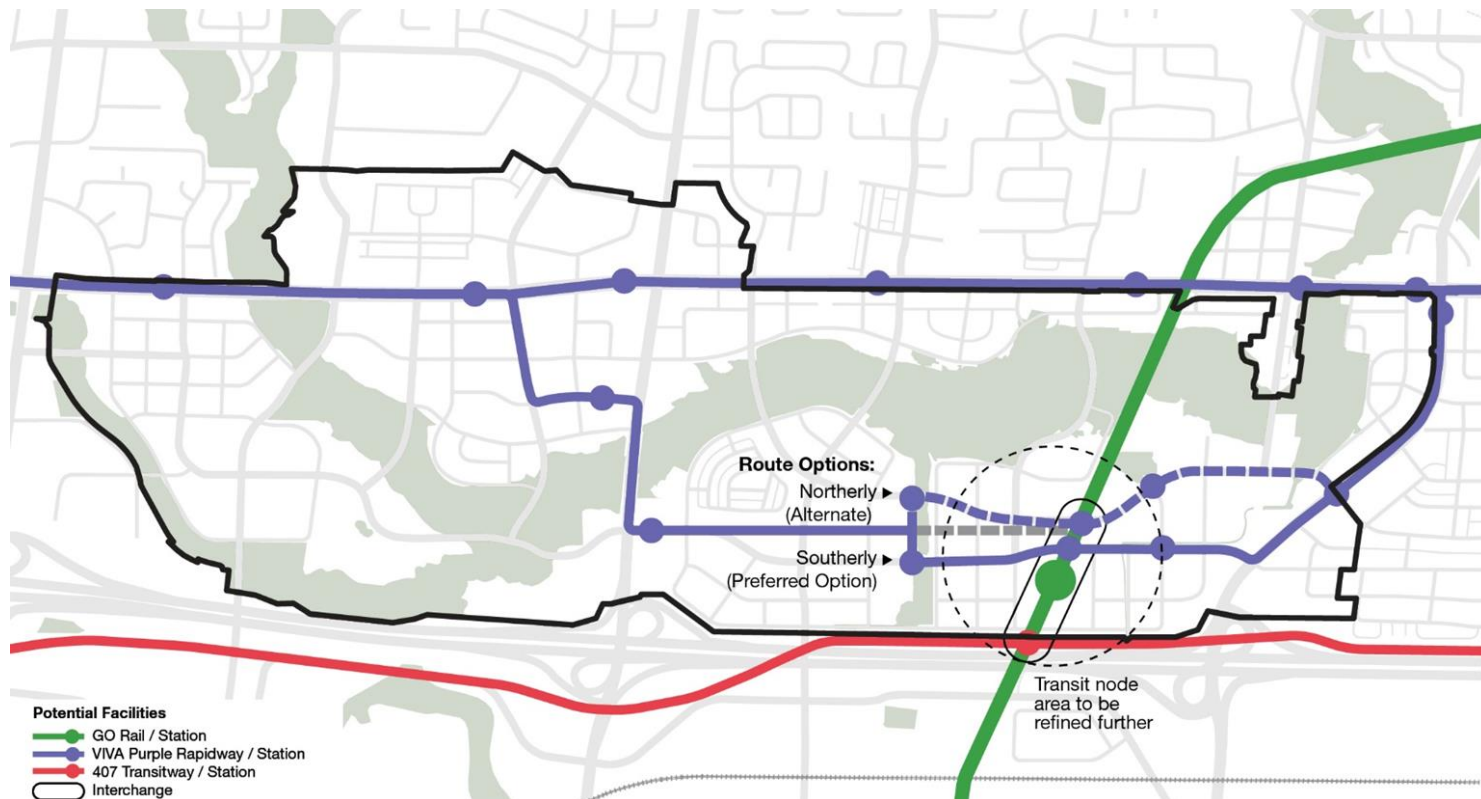 Route Options:
Northerly
(Alternate)
Southerly
(Preferred Option)
Transit node
area to be
refined further
Potential Facilities
GO Rail / Station
VIVA Purple Rapidway / Station
407 Transitway / Station
Interchange